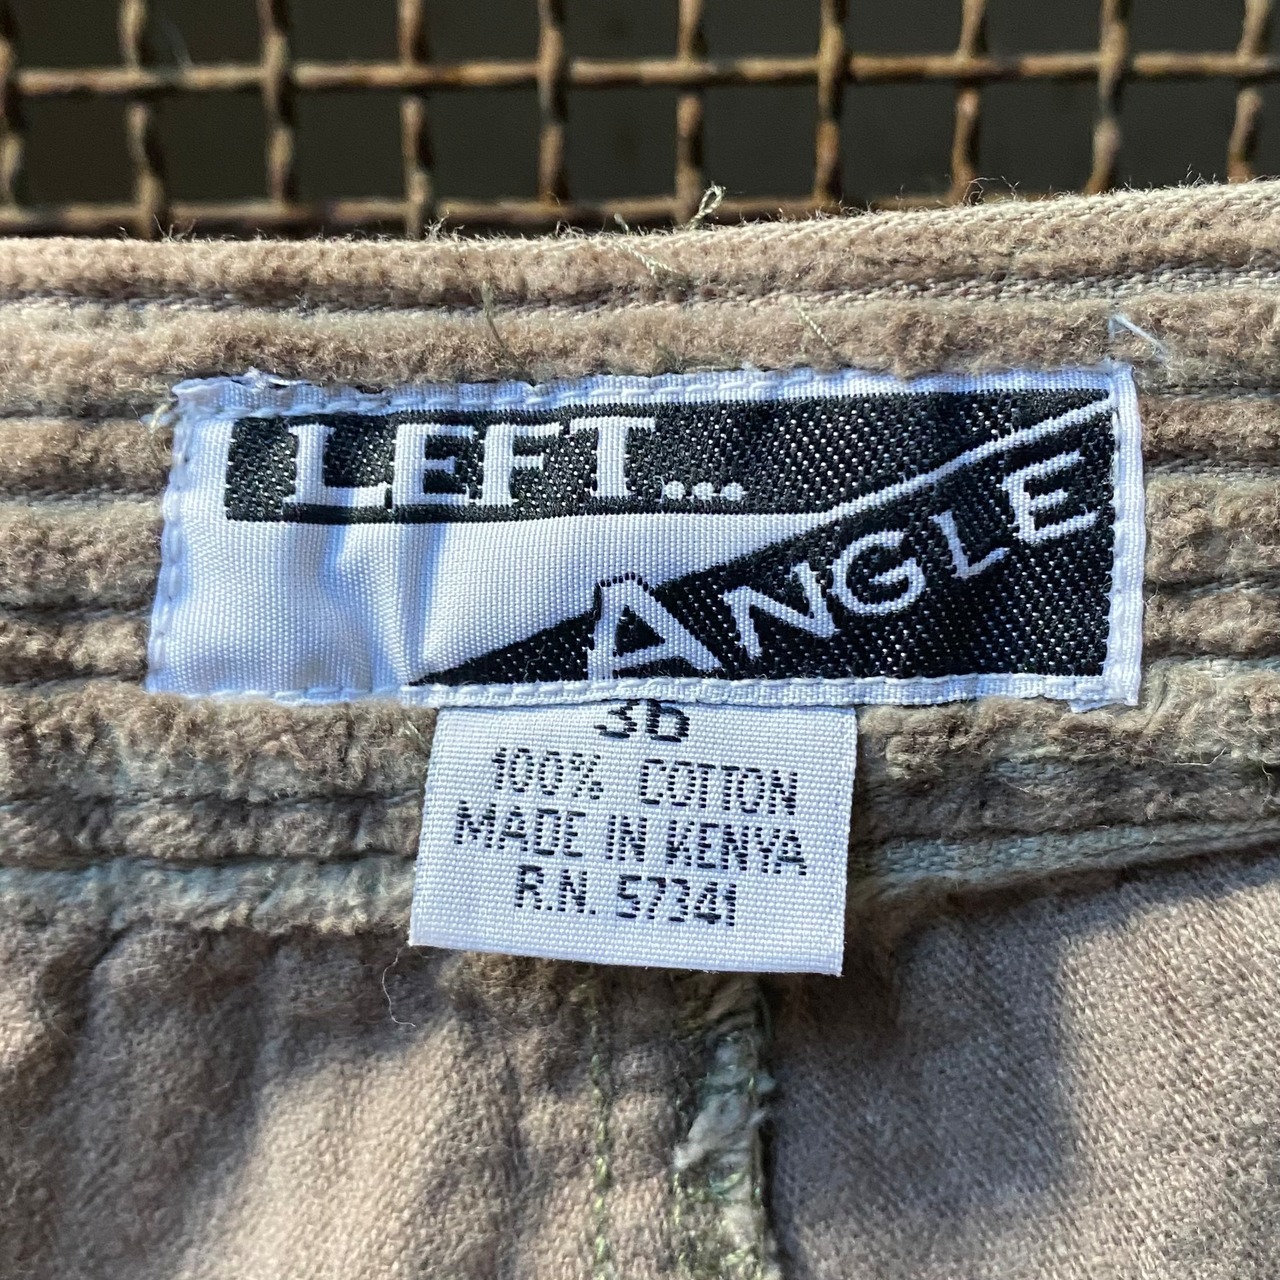 LEFT...
ANGLE
36
100% COTTON
MADE IN KENYA
R.N. 57341